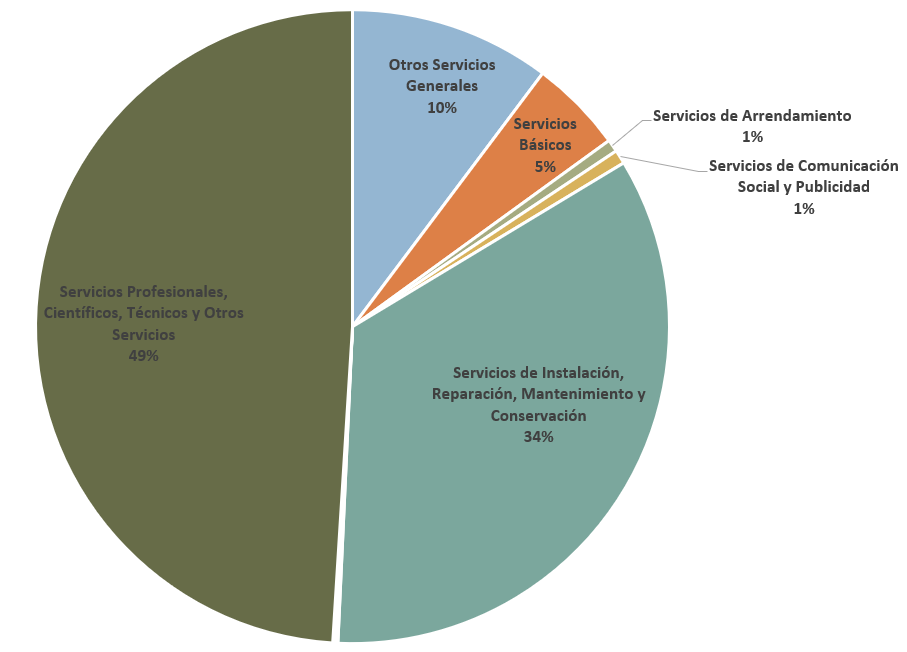 Otros Servicios
Generales
10%
Servicios
Básicos
5%
Servicios de Arrendamiento
1%
Servicios de Comunicación
Social y Publicidad
1%
Servicios Profesionales,
Científicos, Técnicos y Otros
Servicios
49%
Servicios de Instalación,
Reparación, Mantenimiento y
Conservación
34%